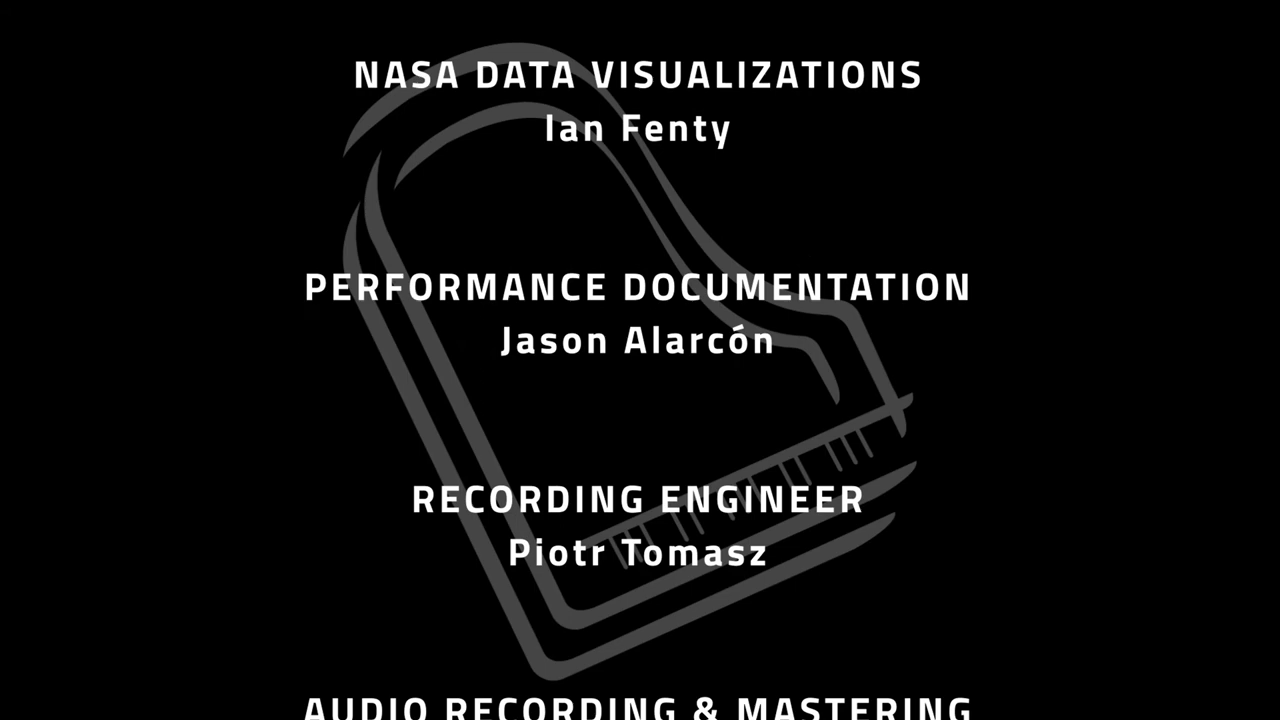 NASA DATA VISUALIZATIONS
Ian Fenty
PERFORMANCE DOCUMENTATION
Jason Alarcón
RECORDING ENGINEER
Piotr Tomasz
AUDIO RECORDING & MASTERING